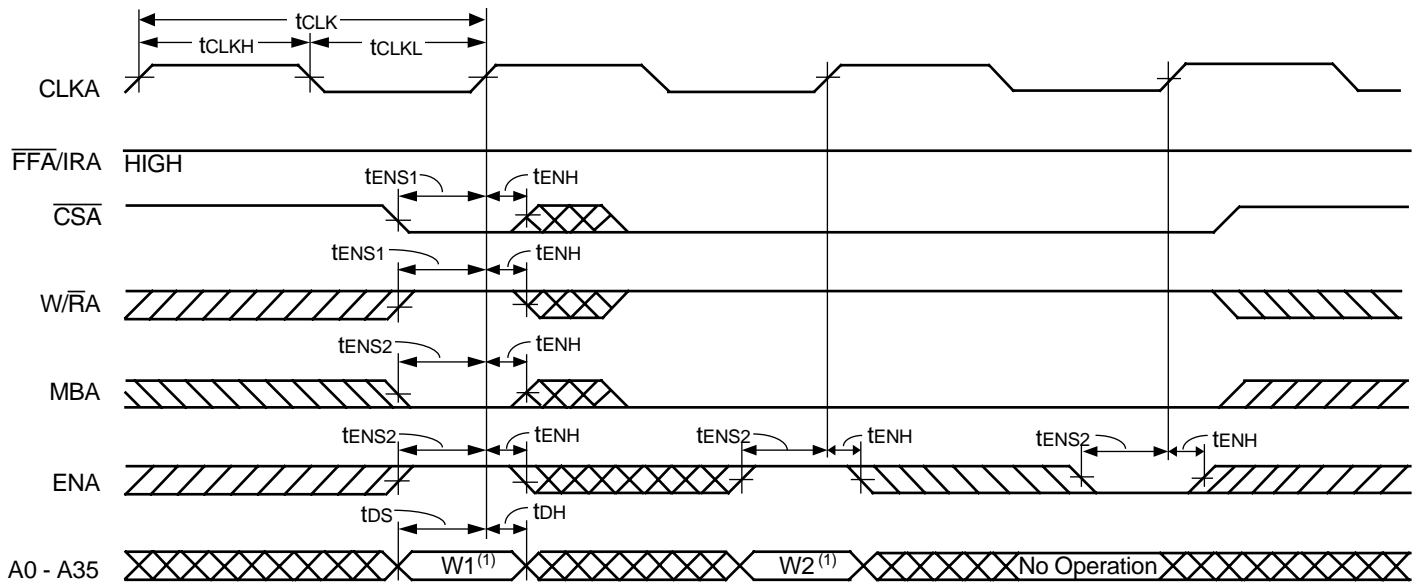 tCLK
tCLKH tCLKL
CLKA
FFA/IRA HIGH
tENS1 tENH
CSA
tENS1 tENH
W/RA
tENS2 tENH
MBA
tENS2 tENH tENS2 tENH tENS2 tENH
ENA
tDS tDH
A0 - A35 W1(1) W2(1) No Operation